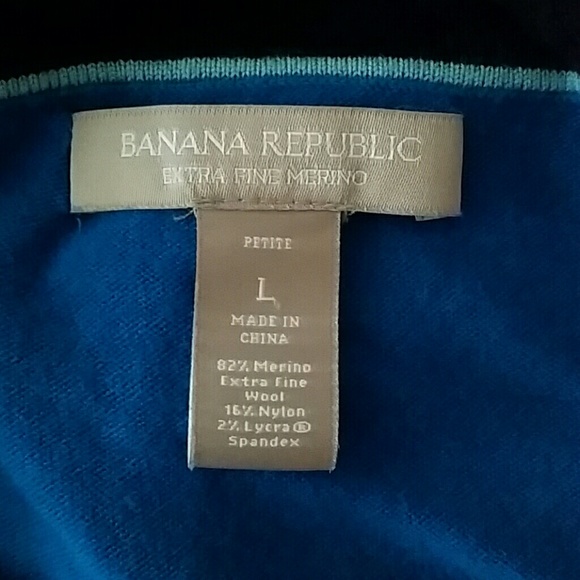 BANANA REPUBLIC
EXTRA FINE MERINO
PETITE
L
MADE IN
CHINA
82% Merino
Extra Fine
Wool
16% Nylon
2% Lycra®
Spandex